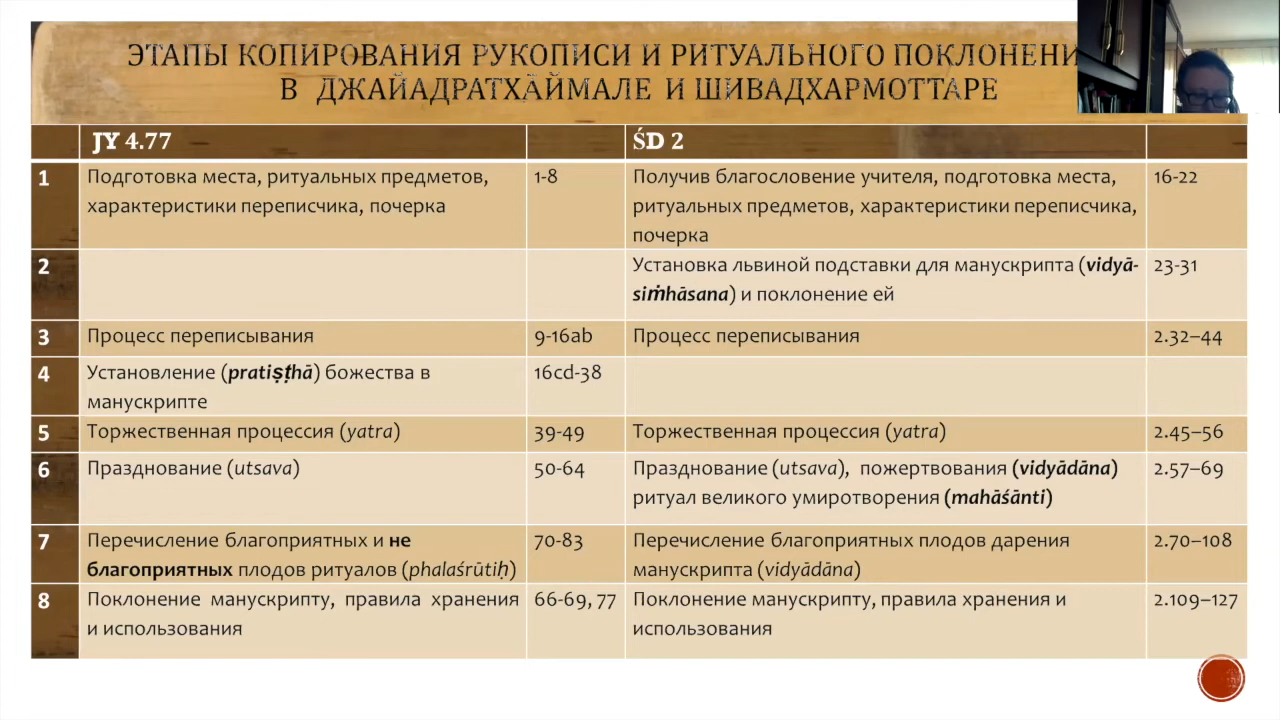 ЭТАПЫ КОПИРОВАНИЯ РУКОПИСИ И РИТУАЛЬНОГО ПОКЛОНЕНИ
В ДЖАЙАДРАТХА̄ЙМАЛЕ И ШИВАДХАРМОТТАРЕ
JY 4.77 ŚD 2
1 Подготовка места, ритуальных предметов, 1-8 Получив благословение учителя, подготовка места, 16-22
характеристики переписчика, почерка ритуальных предметов, характеристики переписчика,
почерка
2 Установка львиной подставки для манускрипта (vidyā- 23-31
siṁhāsana) и поклонение ей
3 Процесс переписывания 9-16ab Процесс переписывания 2.32–44
4 Установление (pratiṣṭhā) божества в 16cd-38
манускрипте
5 Торжественная процессия (yatra) 39-49 Торжественная процессия (yatra) 2.45–56
6 Празднование (utsava) 50-64 Празднование (utsava), пожертвования (vidyādāna) 2.57–69
ритуал великого умиротворения (mahāśānti)
7 Перечисление благоприятных и не 70-83 Перечисление благоприятных плодов дарения 2.70–108
благоприятных плодов ритуалов (phalaśrūtiḥ) манускрипта (vidyādāna)
8 Поклонение манускрипту, правила хранения 66-69, 77 Поклонение манускрипту, правила хранения и 2.109–127
и использования использования